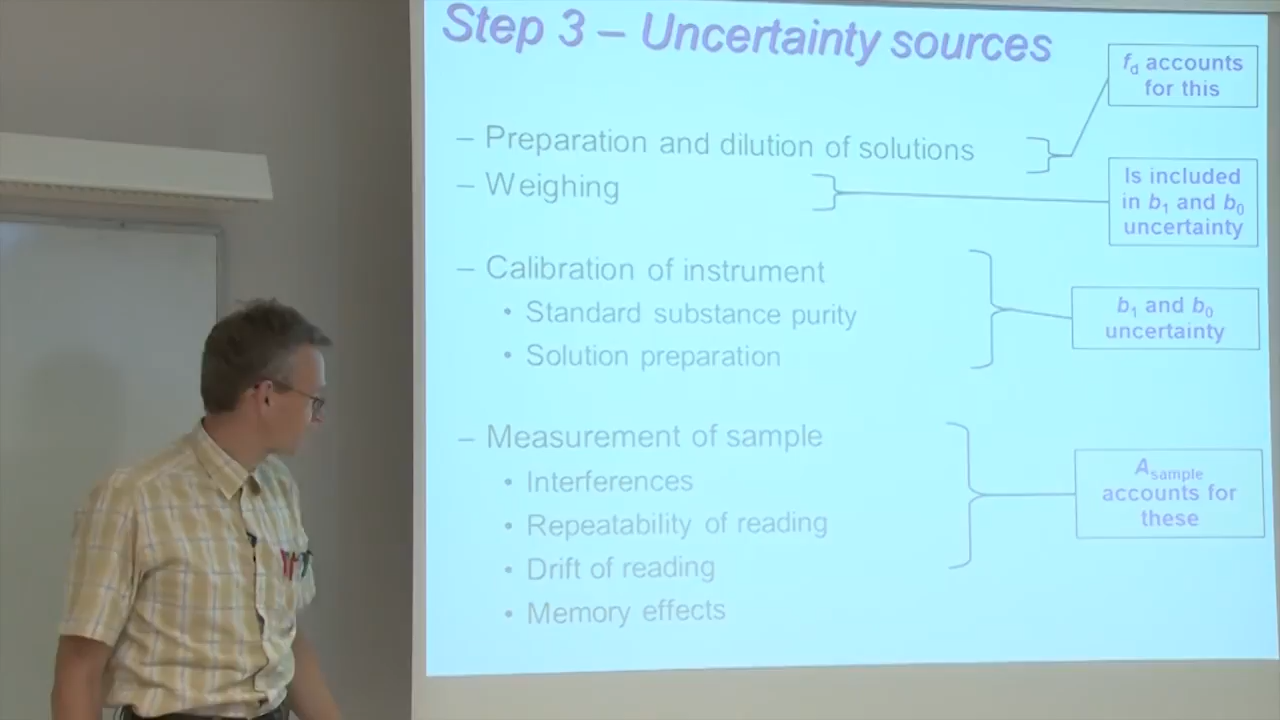 Step 3 – Uncertainty sources
f_d accounts
for this
– Preparation and dilution of solutions
– Weighing
Is included
in b_1 and b_0
uncertainty
– Calibration of instrument
• Standard substance purity
• Solution preparation
b_1 and b_0
uncertainty
– Measurement of sample
• Interferences
• Repeatability of reading
• Drift of reading
• Memory effects
A_sample
accounts for
these